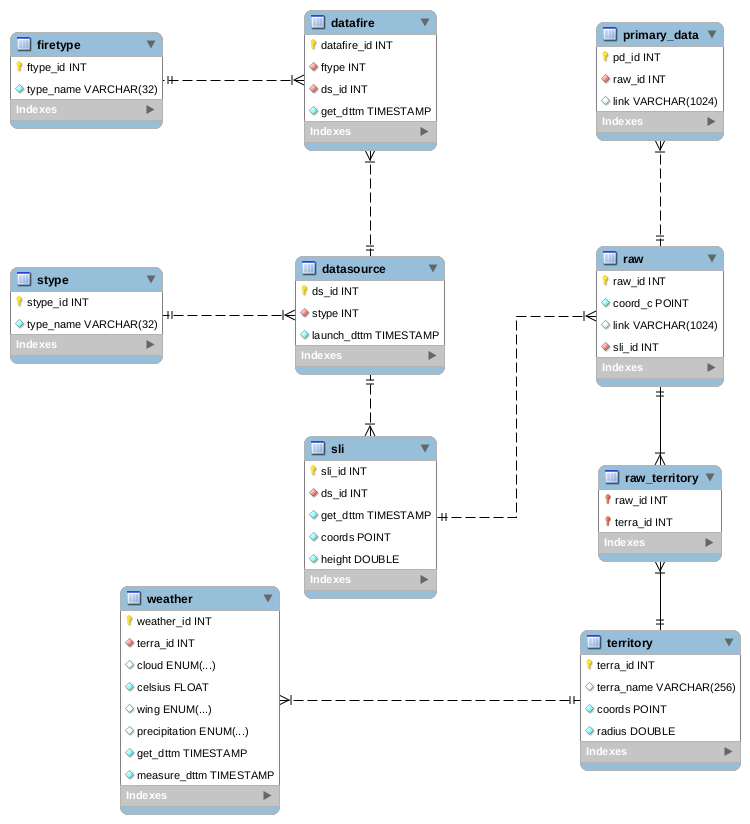 firetype
ftype_id INT
type_name VARCHAR(32)
Indexes
datafire
datafire_id INT
ftype INT
ds_id INT
get_dttm TIMESTAMP
Indexes
primary_data
pd_id INT
raw_id INT
link VARCHAR(1024)
Indexes
stype
stype_id INT
type_name VARCHAR(32)
Indexes
datasource
ds_id INT
stype INT
launch_dttm TIMESTAMP
Indexes
raw
raw_id INT
coord_c POINT
link VARCHAR(1024)
sli_id INT
Indexes
sli
sli_id INT
ds_id INT
get_dttm TIMESTAMP
coords POINT
height DOUBLE
Indexes
raw_territory
raw_id INT
terra_id INT
Indexes
weather
weather_id INT
terra_id INT
cloud ENUM(...)
celsius FLOAT
wing ENUM(...)
precipitation ENUM(...)
get_dttm TIMESTAMP
measure_dttm TIMESTAMP
Indexes
territory
terra_id INT
terra_name VARCHAR(256)
coords POINT
radius DOUBLE
Indexes